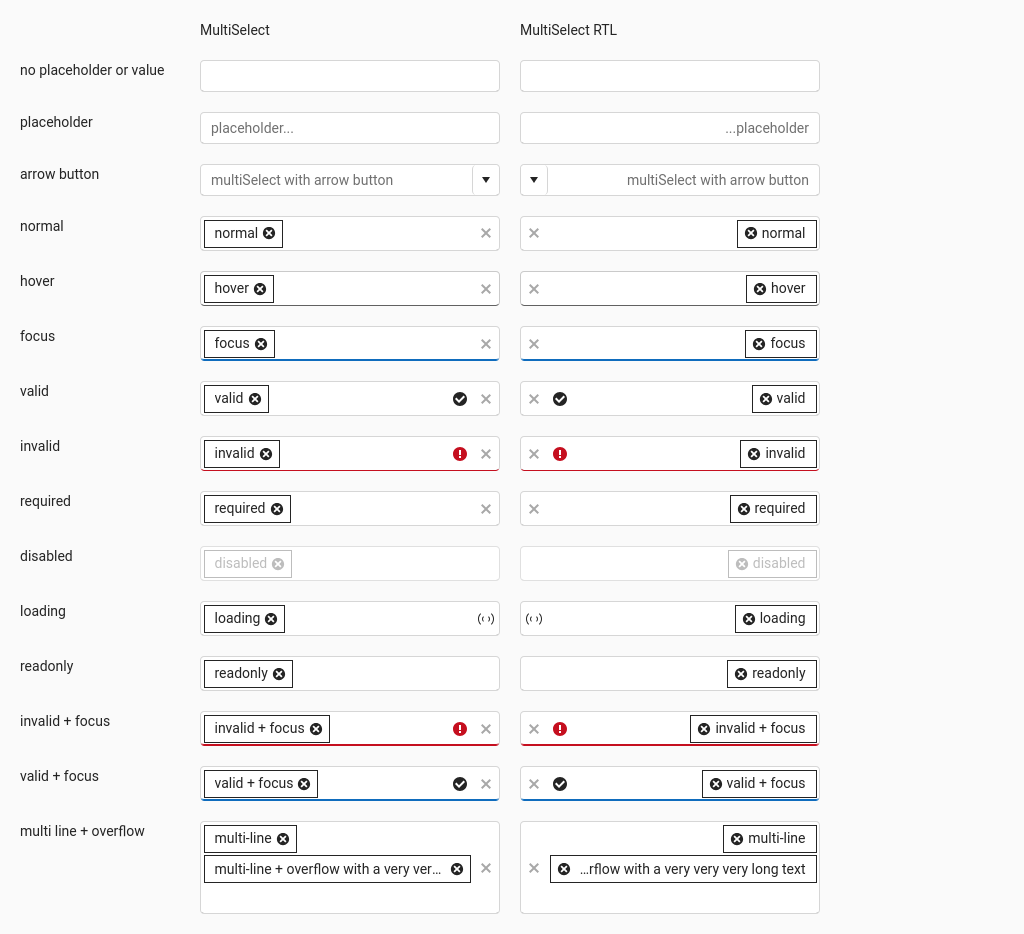 MultiSelect MultiSelect RTL
no placeholder or value
placeholder placeholder... ...placeholder
arrow button multiSelect with arrow button multiSelect with arrow button
normal normal normal
hover hover hover
focus focus focus
valid valid valid
invalid invalid invalid
required required required
disabled disabled disabled
loading loading loading
readonly readonly readonly
invalid + focus invalid + focus invalid + focus
valid + focus valid + focus valid + focus
multi line + overflow multi-line multi-line
multi-line + overflow with a very ver... ...rflow with a very very very long text